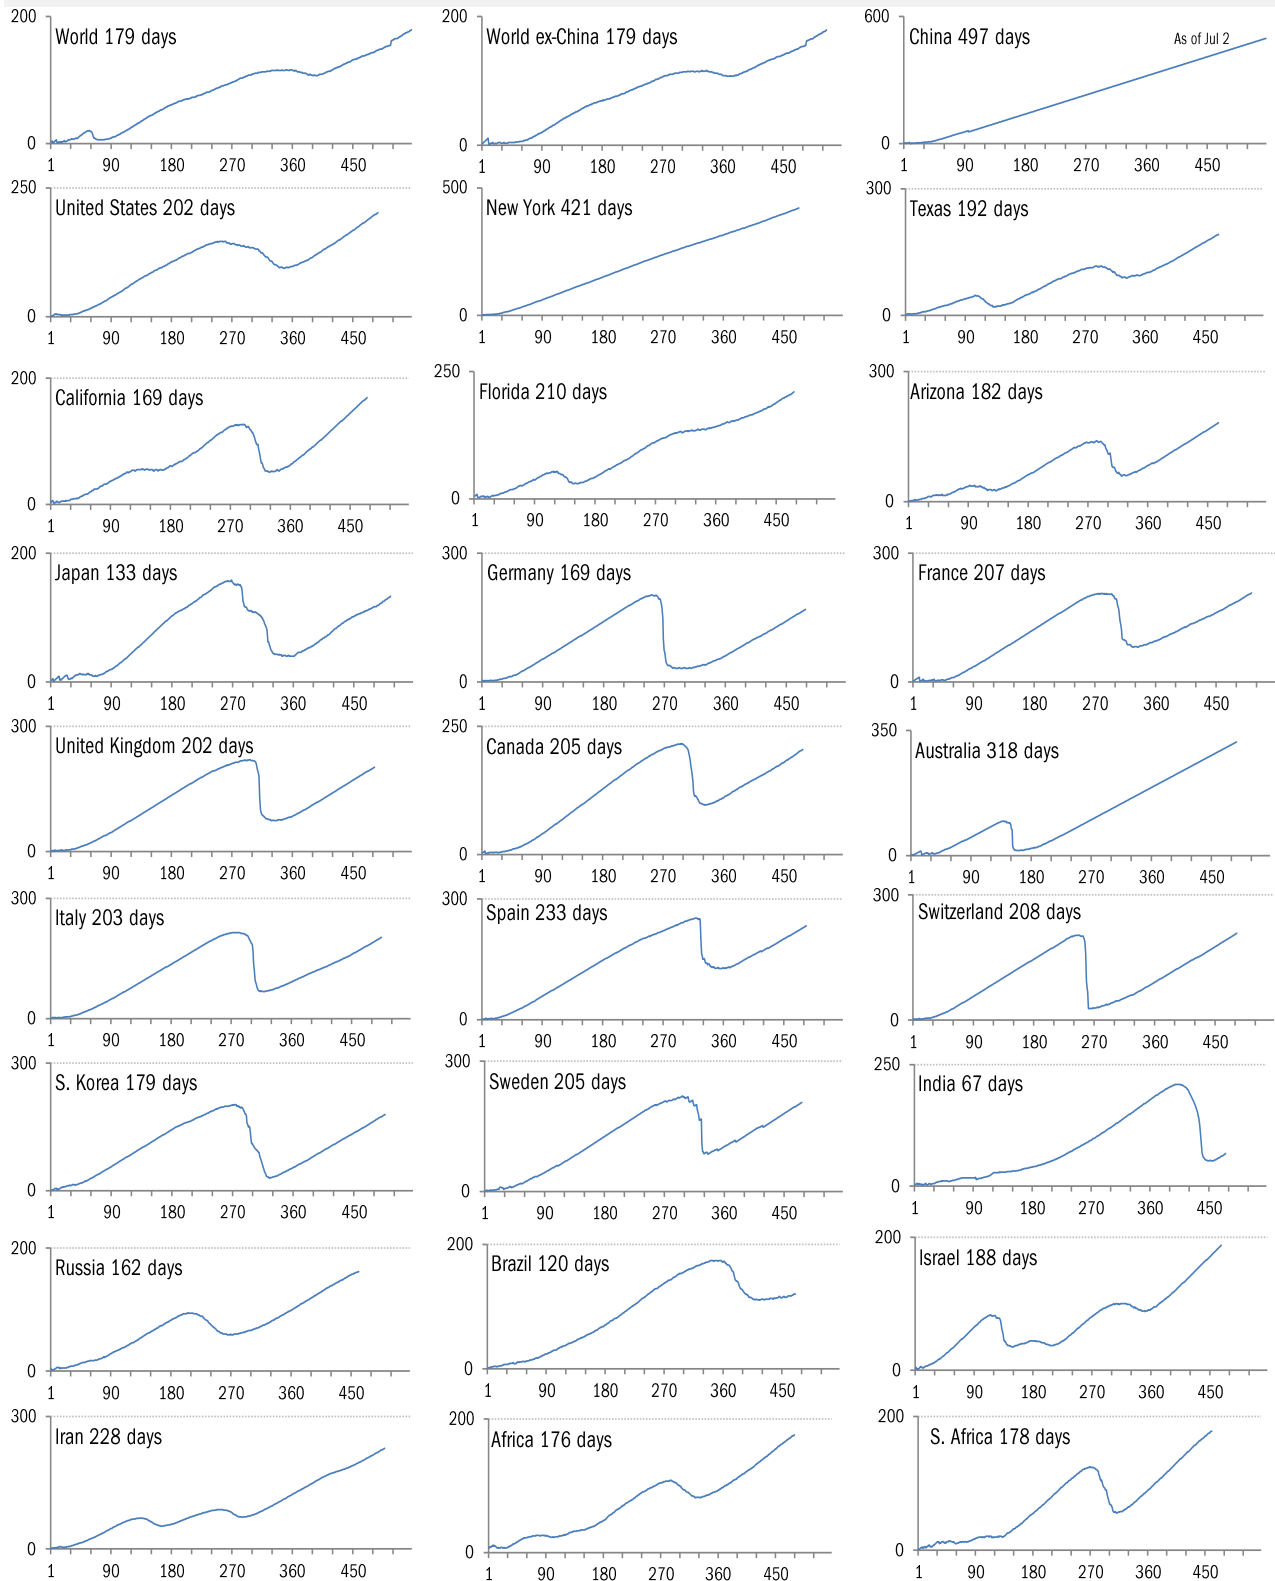 200
World 179 days
0
1 90 180 270 360 450
200
World ex-China 179 days
0
1 90 180 270 360 450
600
China 497 days
As of Jul 2
0
1 90 180 270 360 450
250
United States 202 days
0
1 90 180 270 360 450
500
New York 421 days
0
1 90 180 270 360 450
300
Texas 192 days
0
1 90 180 270 360 450
200
California 169 days
0
1 90 180 270 360 450
250
Florida 210 days
0
1 90 180 270 360 450
300
Arizona 182 days
0
1 90 180 270 360 450
200
Japan 133 days
0
1 90 180 270 360 450
300
Germany 169 days
0
1 90 180 270 360 450
300
France 207 days
0
1 90 180 270 360 450
300
United Kingdom 202 days
0
1 90 180 270 360 450
250
Canada 205 days
0
1 90 180 270 360 450
350
Australia 318 days
0
1 90 180 270 360 450
300
Italy 203 days
0
1 90 180 270 360 450
300
Spain 233 days
0
1 90 180 270 360 450
300
Switzerland 208 days
0
1 90 180 270 360 450
300
S. Korea 179 days
0
1 90 180 270 360 450
300
Sweden 205 days
0
1 90 180 270 360 450
250
India 67 days
0
1 90 180 270 360 450
200
Russia 162 days
0
1 90 180 270 360 450
200
Brazil 120 days
0
1 90 180 270 360 450
200
Israel 188 days
0
1 90 180 270 360 450
300
Iran 228 days
0
1 90 180 270 360 450
200
Africa 176 days
0
1 90 180 270 360 450
200
S. Africa 178 days
0
1 90 180 270 360 450